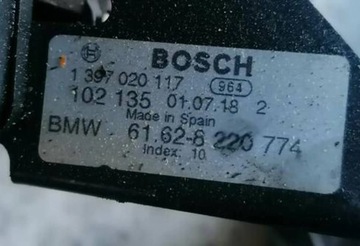 BOSCH
1 397 020 117 964
102 135 01.07.18 2
Made in Spain
BMW 61.62-8 220 774
Index: 10